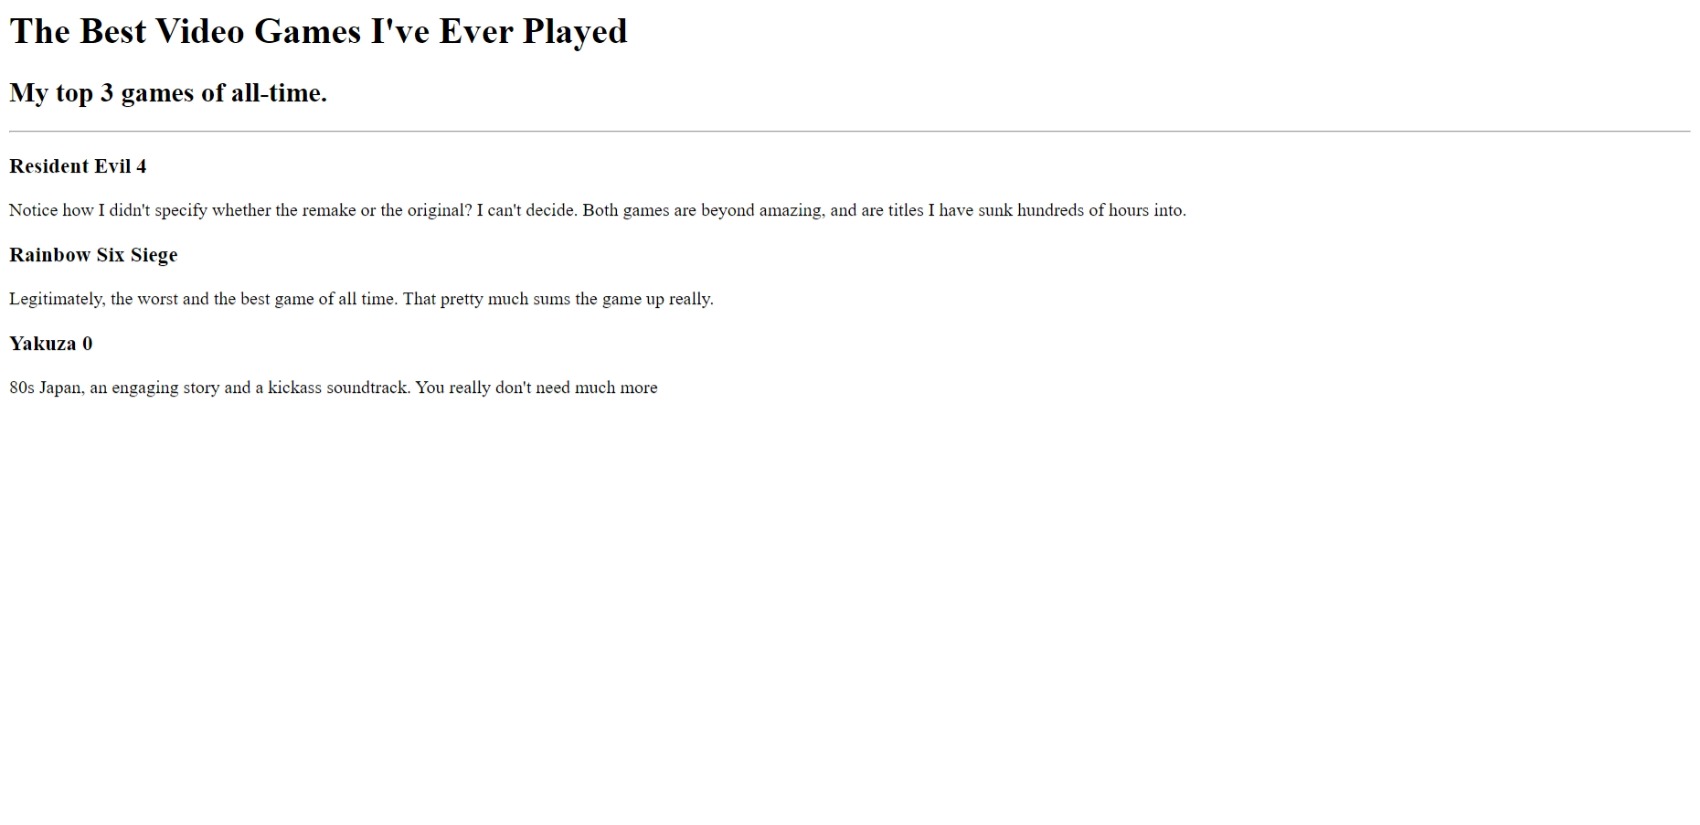 The Best Video Games I've Ever Played
My top 3 games of all-time.
Resident Evil 4
Notice how I didn't specify whether the remake or the original? I can't decide. Both games are beyond amazing, and are titles I have sunk hundreds of hours into.
Rainbow Six Siege
Legitimately, the worst and the best game of all time. That pretty much sums the game up really.
Yakuza 0
80s Japan, an engaging story and a kickass soundtrack. You really don't need much more